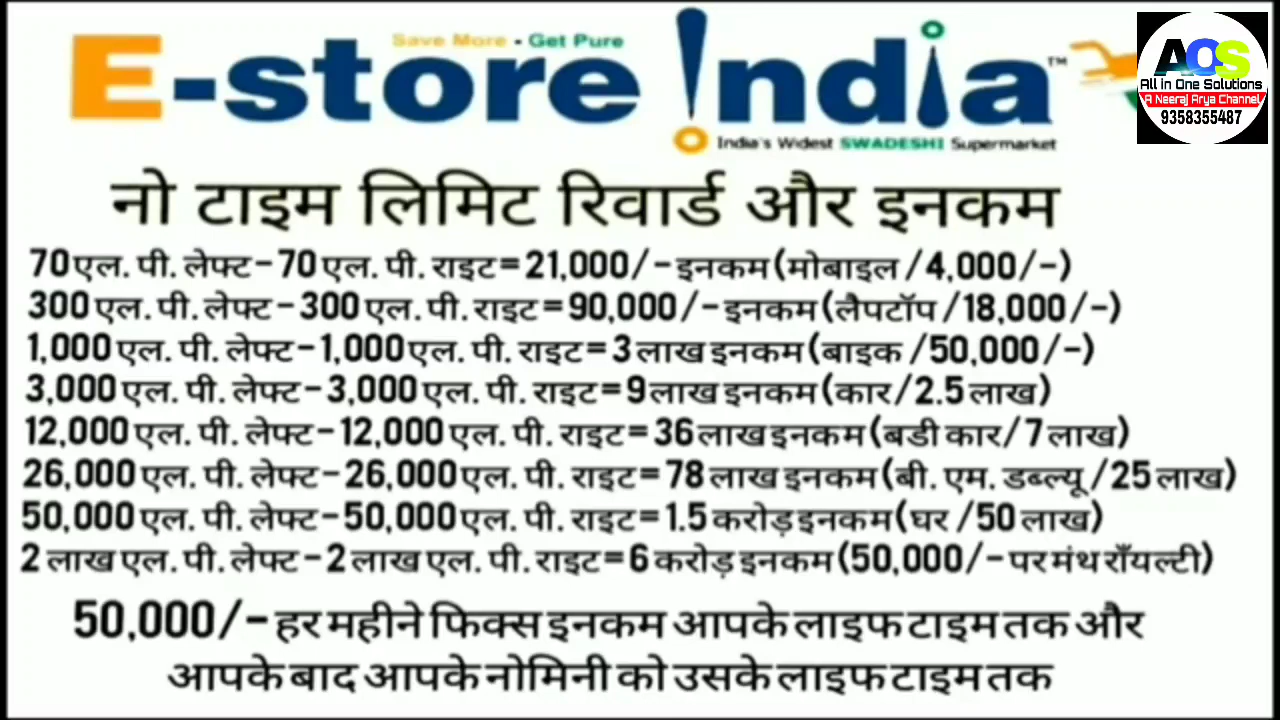 Save More - Get Pure
E-store India™
India's Widest SWADESHI Supermarket
AOS
All in One Solutions
A Neeraj Arya Channel
9358355487
नो टाइम लिमिट रिवार्ड और इनकम
70 एल. पी. लेफ्ट - 70 एल. पी. राइट = 21,000/- इनकम (मोबाइल / 4,000/-)
300 एल. पी. लेफ्ट - 300 एल. पी. राइट = 90,000/- इनकम (लैपटॉप / 18,000/-)
1,000 एल. पी. लेफ्ट - 1,000 एल. पी. राइट = 3 लाख इनकम (बाइक / 50,000/-)
3,000 एल. पी. लेफ्ट - 3,000 एल. पी. राइट = 9 लाख इनकम (कार / 2.5 लाख)
12,000 एल. पी. लेफ्ट - 12,000 एल. पी. राइट = 36 लाख इनकम (बडी कार / 7 लाख)
26,000 एल. पी. लेफ्ट - 26,000 एल. पी. राइट = 78 लाख इनकम (बी. एम. डब्ल्यू / 25 लाख)
50,000 एल. पी. लेफ्ट - 50,000 एल. पी. राइट = 1.5 करोड़ इनकम (घर / 50 लाख)
2 लाख एल. पी. लेफ्ट - 2 लाख एल. पी. राइट = 6 करोड़ इनकम (50,000/- पर मंथ रॉँयल्टी)
50,000/- हर महीने फिक्स इनकम आपके लाइफ टाइम तक और
आपके बाद आपके नोमिनी को उसके लाइफ टाइम तक